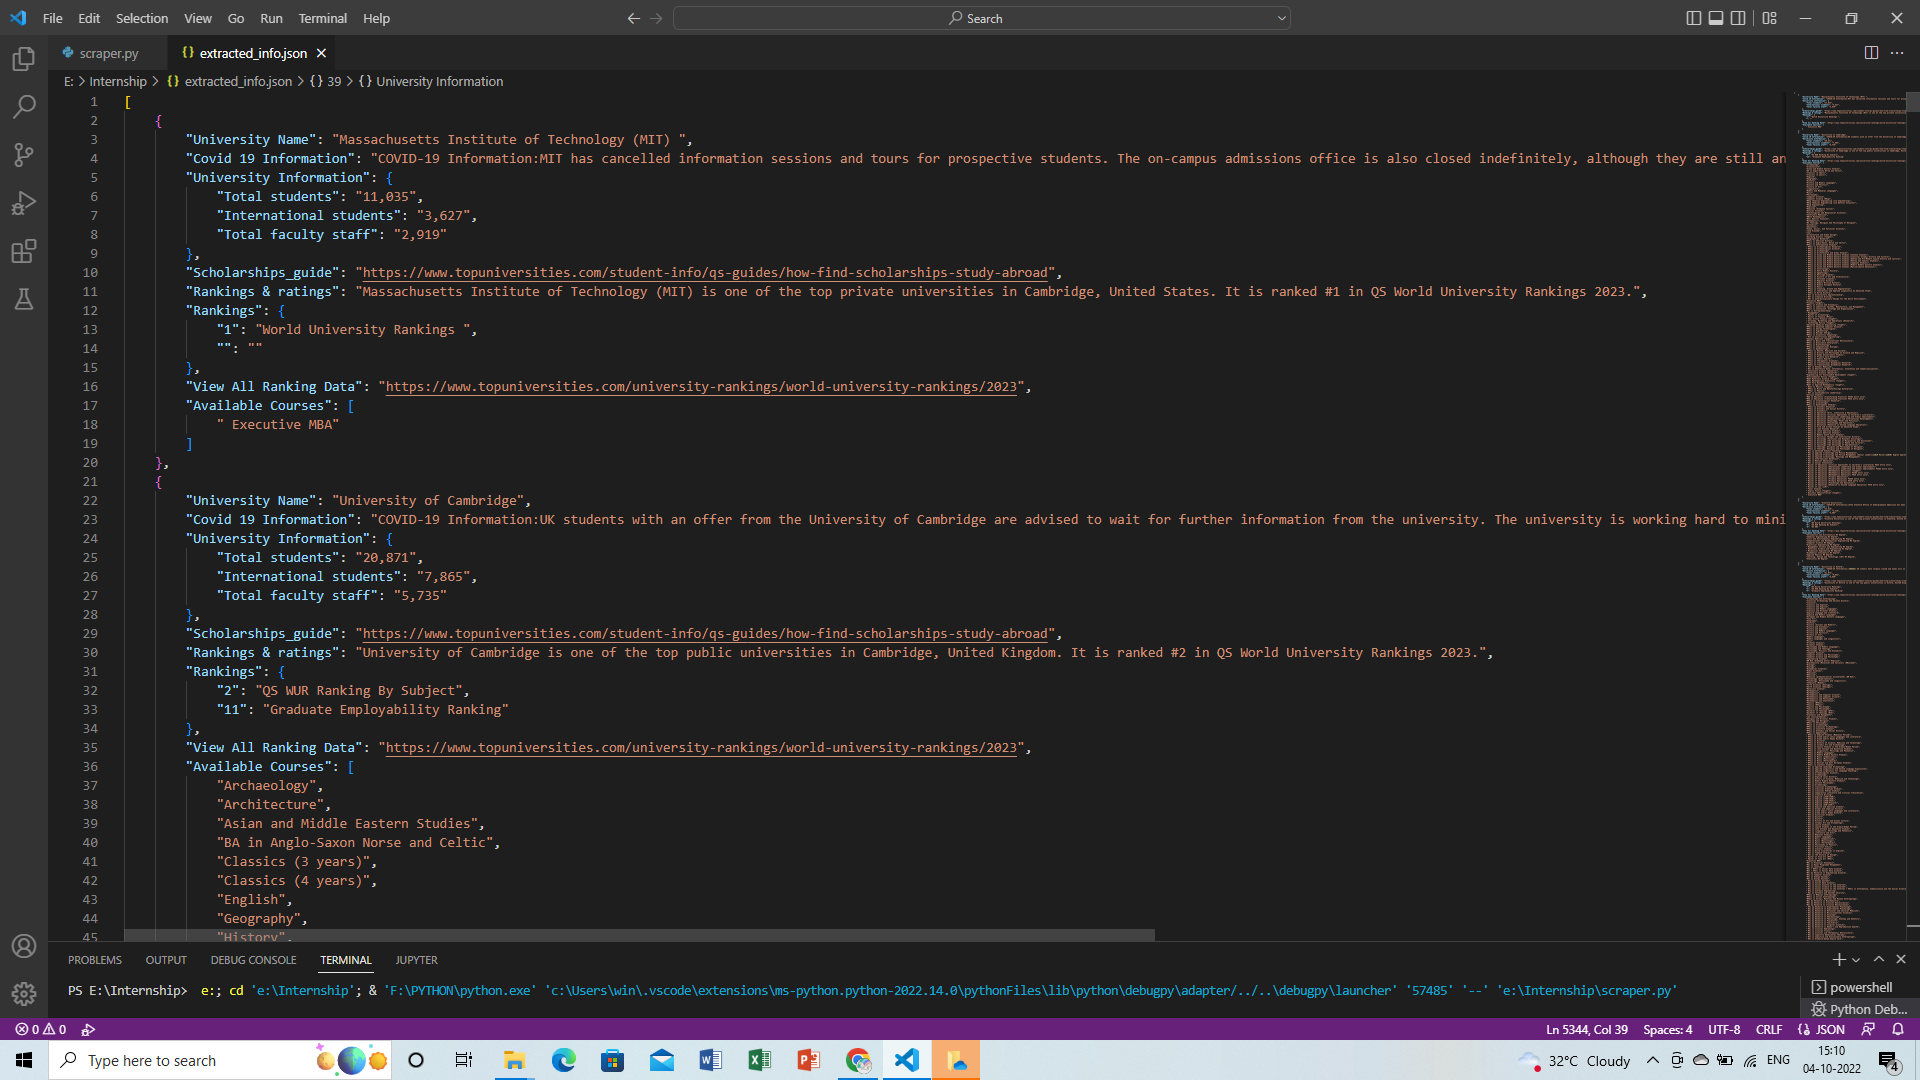 File Edit Selection View Go Run Terminal Help
Search
scraper.py
{} extracted_info.json
E: > Internship > {} extracted_info.json > {} 39 > {} University Information
1 [
2 {
3 "University Name": "Massachusetts Institute of Technology (MIT) ",
4 "Covid 19 Information": "COVID-19 Information:MIT has cancelled information sessions and tours for prospective students. The on-campus admissions office is also closed indefinitely, although they are still an
5 "University Information": {
6 "Total students": "11,035",
7 "International students": "3,627",
8 "Total faculty staff": "2,919"
9 },
10 "Scholarships_guide": "https://www.topuniversities.com/student-info/qs-guides/how-find-scholarships-study-abroad",
11 "Rankings & ratings": "Massachusetts Institute of Technology (MIT) is one of the top private universities in Cambridge, United States. It is ranked #1 in QS World University Rankings 2023.",
12 "Rankings": {
13 "1": "World University Rankings ",
14 "": ""
15 },
16 "View All Ranking Data": "https://www.topuniversities.com/university-rankings/world-university-rankings/2023",
17 "Available Courses": [
18 " Executive MBA"
19 ]
20 },
21 {
22 "University Name": "University of Cambridge",
23 "Covid 19 Information": "COVID-19 Information:UK students with an offer from the University of Cambridge are advised to wait for further information from the university. The university is working hard to mini
24 "University Information": {
25 "Total students": "20,871",
26 "International students": "7,865",
27 "Total faculty staff": "5,735"
28 },
29 "Scholarships_guide": "https://www.topuniversities.com/student-info/qs-guides/how-find-scholarships-study-abroad",
30 "Rankings & ratings": "University of Cambridge is one of the top public universities in Cambridge, United Kingdom. It is ranked #2 in QS World University Rankings 2023.",
31 "Rankings": {
32 "2": "QS WUR Ranking By Subject",
33 "11": "Graduate Employability Ranking"
34 },
35 "View All Ranking Data": "https://www.topuniversities.com/university-rankings/world-university-rankings/2023",
36 "Available Courses": [
37 "Archaeology",
38 "Architecture",
39 "Asian and Middle Eastern Studies",
40 "BA in Anglo-Saxon Norse and Celtic",
41 "Classics (3 years)",
42 "Classics (4 years)",
43 "English",
44 "Geography",
45 "History",
PROBLEMS OUTPUT DEBUG CONSOLE TERMINAL JUPYTER
PS E:\Internship> e:; cd 'e:\Internship'; & 'F:\PYTHON\python.exe' 'c:\Users\win\.vscode\extensions\ms-python.python-2022.14.0\pythonFiles\lib\python\debugpy\adapter/../..\debugpy\launcher' '57485' '--' 'e:\Internship\scraper.py'
powershell
Python Deb...
0 0
Ln 5344, Col 39 Spaces: 4 UTF-8 CRLF {} JSON
Type here to search
32°C Cloudy
ENG
15:10
04-10-2022
4